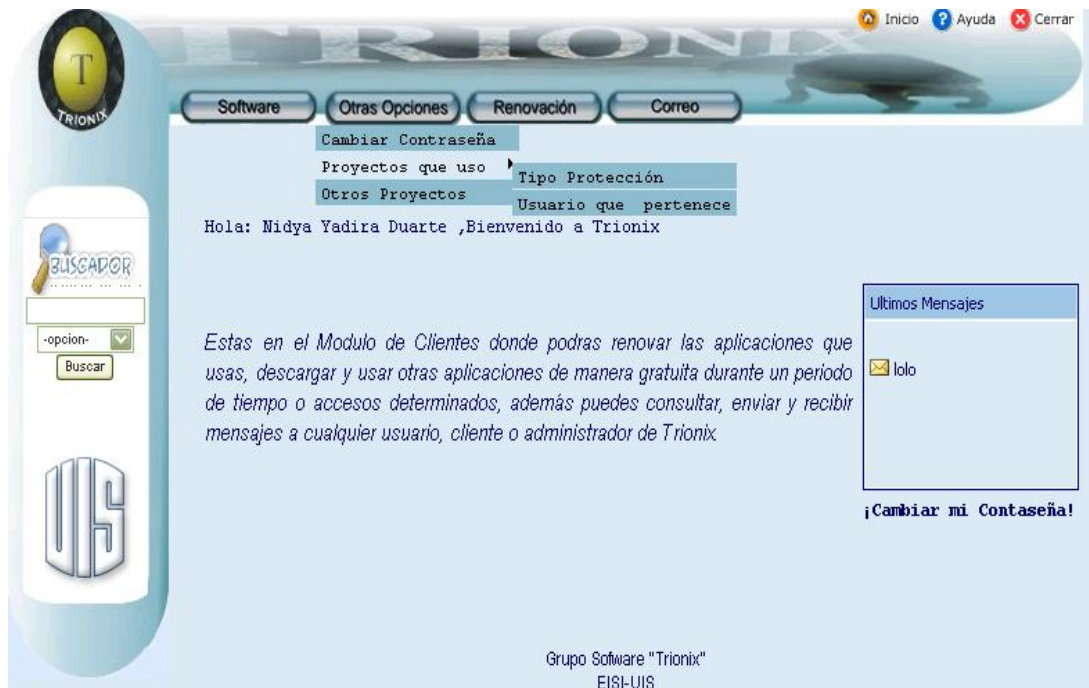 TRIONIX
Inicio Ayuda Cerrar
T
TRIONIX
Software Otras Opciones Renovación Correo
Cambiar Contraseña
Proyectos que uso
Otros Proyectos
Tipo Protección
Usuario que pertenece
Hola: Nidya Yadira Duarte ,Bienvenido a Trionix
BUSCADOR
-opcion-
Buscar
Estas en el Modulo de Clientes donde podras renovar las aplicaciones que
usas, descargar y usar otras aplicaciones de manera gratuita durante un periodo
de tiempo o accesos determinados, además puedes consultar, enviar y recibir
mensajes a cualquier usuario, cliente o administrador de Trionix.
Ultimos Mensajes
lolo
¡Cambiar mi Contaseña!
UIS
Grupo Sofware "Trionix"
EISI-UIS